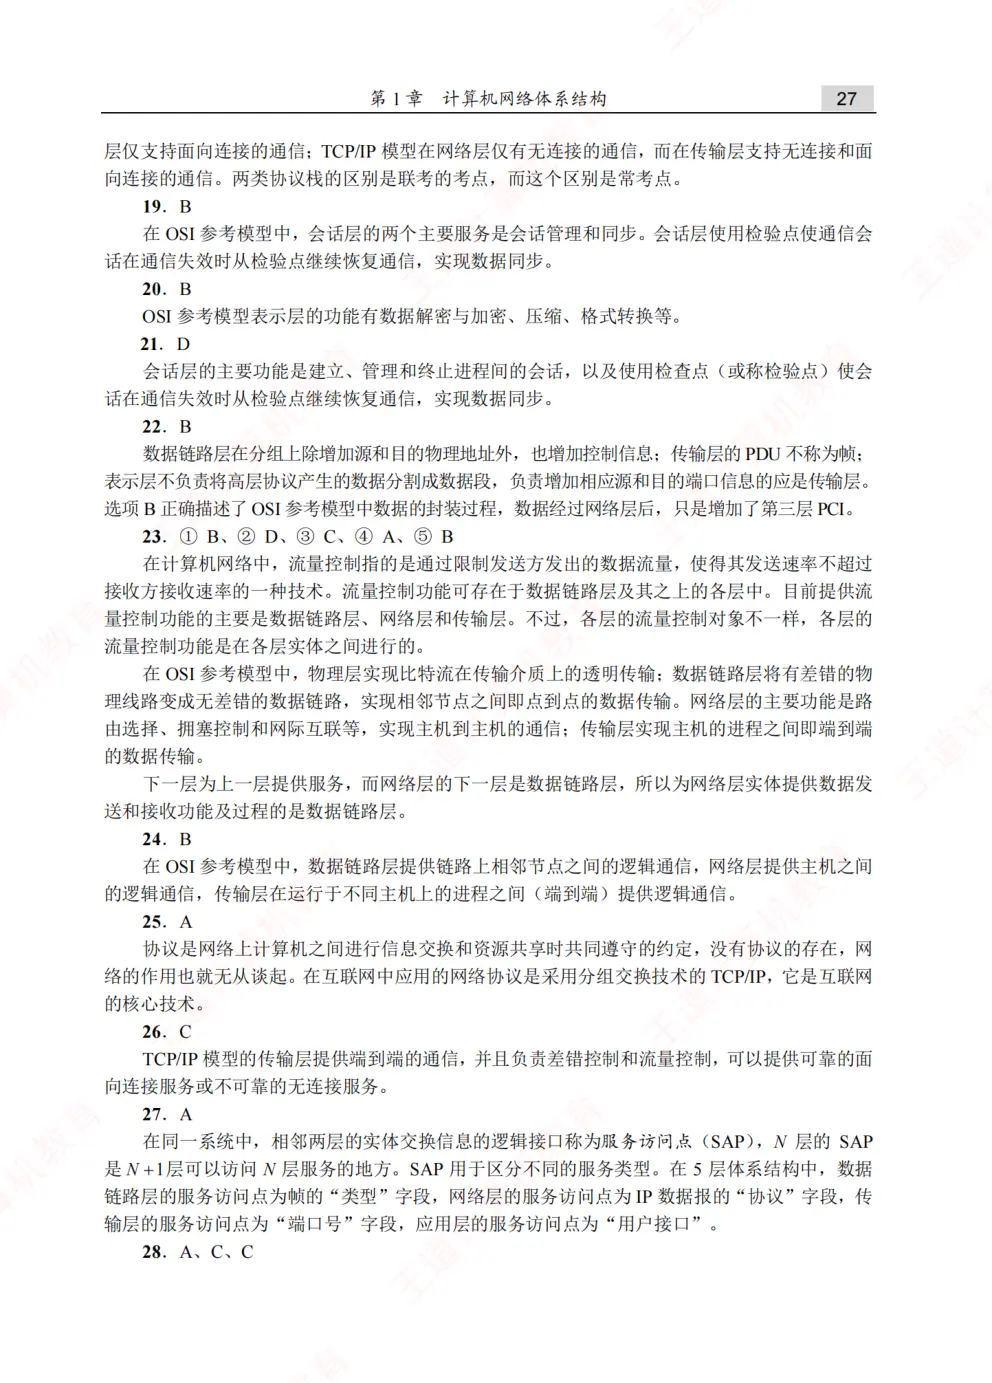 第 1 章 计算机网络体系结构 27
层仅支持面向连接的通信；TCP/IP 模型在网络层仅有无连接的通信，而在传输层支持无连接和面
向连接的通信。两类协议栈的区别是联考的考点，而这个区别是常考点。
19．B
在 OSI 参考模型中，会话层的两个主要服务是会话管理和同步。会话层使用检验点使通信会
话在通信失效时从检验点继续恢复通信，实现数据同步。
20．B
OSI 参考模型表示层的功能有数据解密与加密、压缩、格式转换等。
21．D
会话层的主要功能是建立、管理和终止进程间的会话，以及使用检查点（或称检验点）使会
话在通信失效时从检验点继续恢复通信，实现数据同步。
22．B
数据链路层在分组上除增加源和目的物理地址外，也增加控制信息；传输层的 PDU 不称为帧；
表示层不负责将高层协议产生的数据分割成数据段，负责增加相应源和目的端口信息的应是传输层。
选项 B 正确描述了 OSI 参考模型中数据的封装过程，数据经过网络层后，只是增加了第三层 PCI。
23．① B、② D、③ C、④ A、⑤ B
在计算机网络中，流量控制指的是通过限制发送方发出的数据流量，使得其发送速率不超过
接收方接收速率的一种技术。流量控制功能可存在于数据链路层及其之上的各层中。目前提供流
量控制功能的主要是数据链路层、网络层和传输层。不过，各层的流量控制对象不一样，各层的
流量控制功能是在各层实体之间进行的。
在 OSI 参考模型中，物理层实现比特流在传输介质上的透明传输；数据链路层将有差错的物
理线路变成无差错的数据链路，实现相邻节点之间即点到点的数据传输。网络层的主要功能是路
由选择、拥塞控制和网际互联等，实现主机到主机的通信；传输层实现主机的进程之间即端到端
的数据传输。
下一层为上一层提供服务，而网络层的下一层是数据链路层，所以为网络层实体提供数据发
送和接收功能及过程的是数据链路层。
24．B
在 OSI 参考模型中，数据链路层提供链路上相邻节点之间的逻辑通信，网络层提供主机之间
的逻辑通信，传输层在运行于不同主机上的进程之间（端到端）提供逻辑通信。
25．A
协议是网络上计算机之间进行信息交换和资源共享时共同遵守的约定，没有协议的存在，网
络的作用也就无从谈起。在互联网中应用的网络协议是采用分组交换技术的 TCP/IP，它是互联网
的核心技术。
26．C
TCP/IP 模型的传输层提供端到端的通信，并且负责差错控制和流量控制，可以提供可靠的面
向连接服务或不可靠的无连接服务。
27．A
在同一系统中，相邻两层的实体交换信息的逻辑接口称为服务访问点（SAP），N 层的 SAP
是 N +1层可以访问 N 层服务的地方。SAP 用于区分不同的服务类型。在 5 层体系结构中，数据
链路层的服务访问点为帧的“类型”字段，网络层的服务访问点为 IP 数据报的“协议”字段，传
输层的服务访问点为“端口号”字段，应用层的服务访问点为“用户接口”。
28．A、C、C